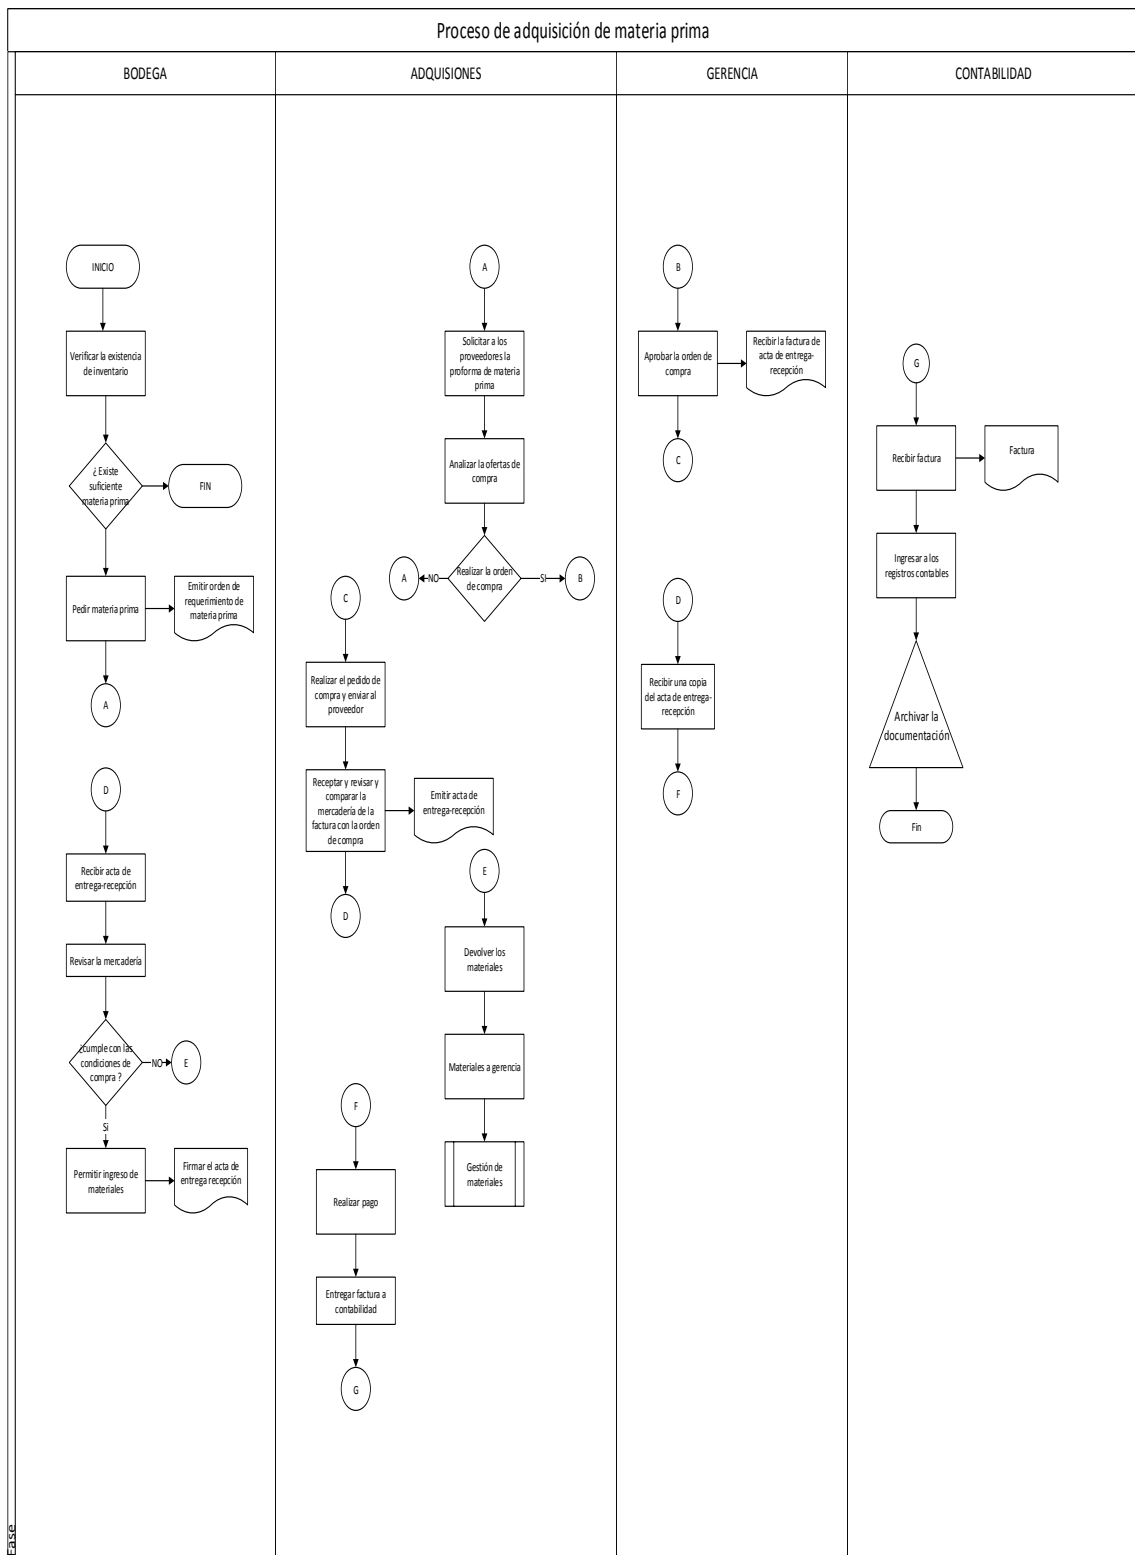 Proceso de adquisición de materia prima
BODEGA
ADQUISIONES
GERENCIA
CONTABILIDAD
INICIO
Verificar la existencia
de inventario
¿ Existe
suficiente
materia prima
FIN
Pedir materia prima
Emitir orden de
requerimiento de
materia prima
A
D
Recibir acta de
entrega-recepción
Revisar la mercadería
¿cumple con las
condiciones de
compra ?
NO
E
Si
Permitir ingreso de
materiales
Firmar el acta de
entrega recepción
A
Solicitar a los
proveedores la
proforma de materia
prima
Analizar la ofertas de
compra
Realizar la orden
de compra
NO
A
SI
B
C
Realizar el pedido de
compra y enviar al
proveedor
Receptar y revisar y
comparar la
mercadería de la
factura con la orden
de compra
Emitir acta de
entrega-recepción
D
E
Devolver los
materiales
Materiales a gerencia
Gestión de
materiales
F
Realizar pago
Entregar factura a
contabilidad
G
B
Aprobar la orden de
compra
Recibir la factura de
acta de entrega-
recepción
C
D
Recibir una copia
del acta de entrega-
recepción
F
G
Recibir factura
Factura
Ingresar a los
registros contables
Archivar la
documentación
Fin
Fase